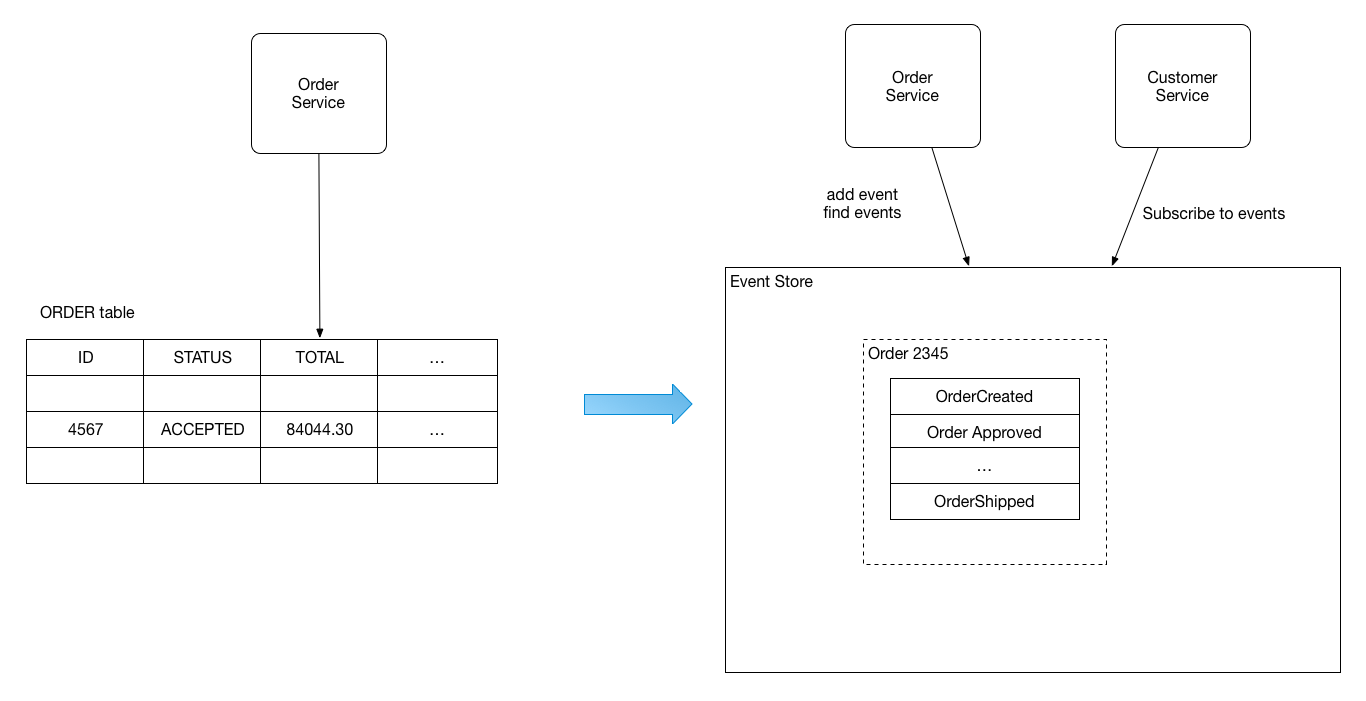 Order
Service
ORDER table
ID STATUS TOTAL …
4567 ACCEPTED 84044.30 …
Order
Service
Customer
Service
add event
find events
Subscribe to events
Event Store
Order 2345
OrderCreated
Order Approved
…
OrderShipped